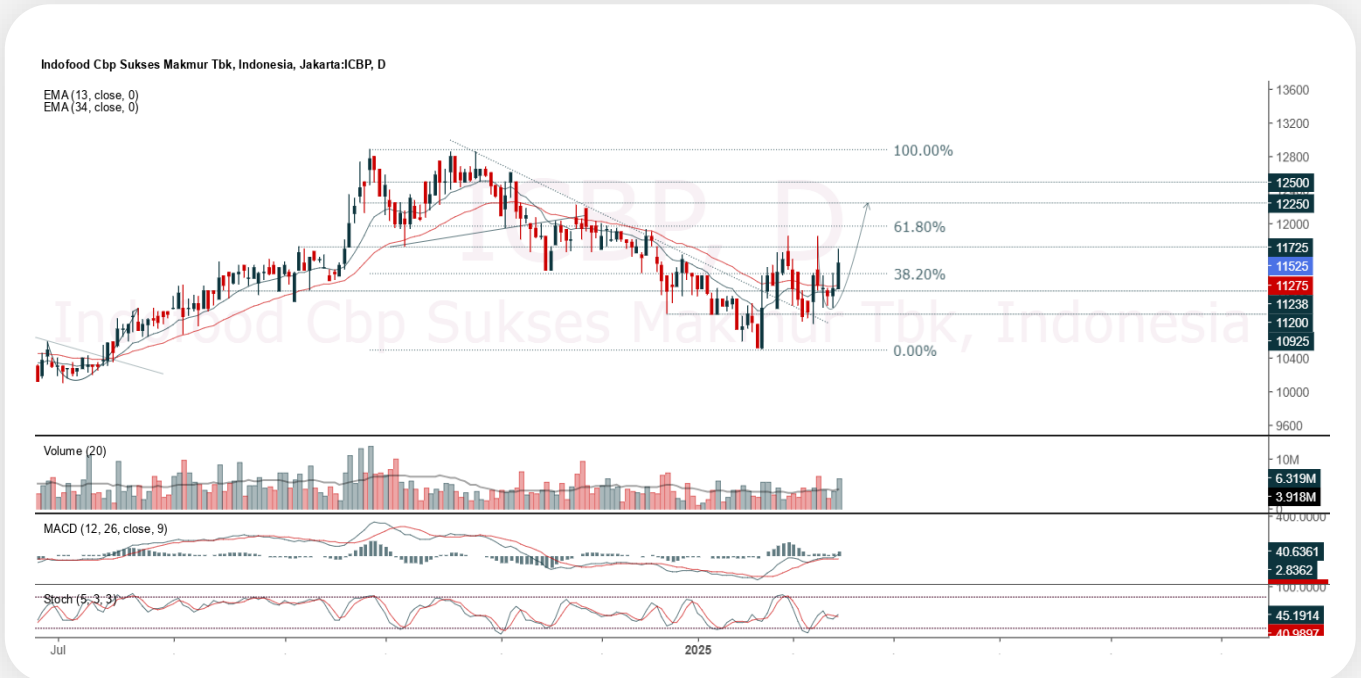 Indofood Cbp Sukses Makmur Tbk, Indonesia, Jakarta:ICBP, D
EMA (13, close, 0)
EMA (34, close, 0)
ICBP, D
Indofood Cbp Sukses Makmur Tbk, Indonesia
100.00%
61.80%
38.20%
0.00%
13600
13200
12800
12500
12250
12000
11725
11525
11275
11238
11200
10925
10400
10000
9600
Volume (20)
10M
6.319M
3.918M
0
MACD (12, 26, close, 9)
400.0000
40.6361
2.8362
Stoch (5, 3, 3)
100.0000
45.1914
40.9897
Jul
2025